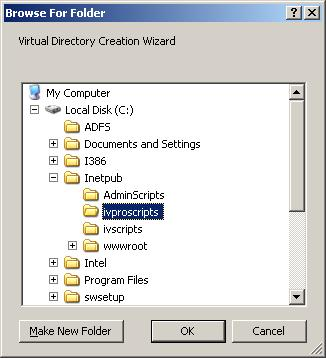 Browse For Folder
Virtual Directory Creation Wizard
My Computer
Local Disk (C:)
ADFS
Documents and Settings
I386
Inetpub
AdminScripts
ivproscripts
ivscripts
wwwroot
Intel
Program Files
swsetup
Make New Folder OK Cancel